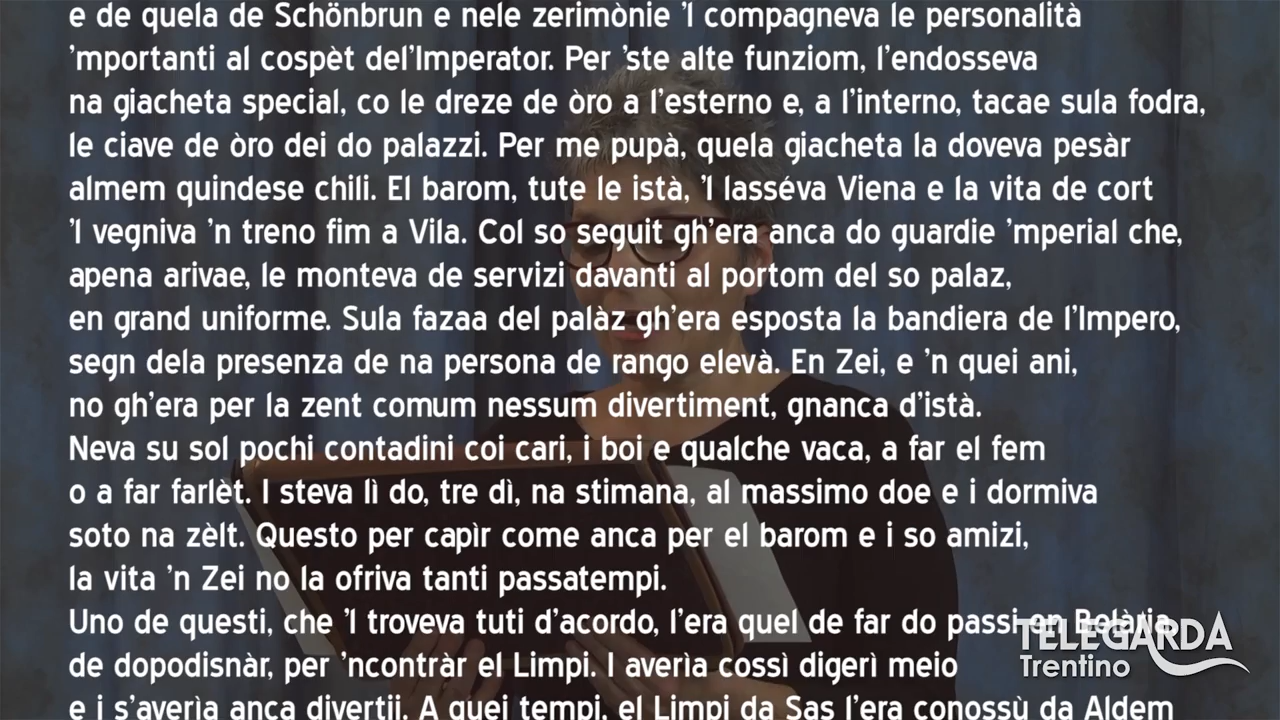 e de quela de Schönbrun e nele zerimònie 'l compagneva le personalità
'mportanti al cospèt del'Imperator. Per 'ste alte funziom, l'endosseva
na giacheta special, co le dreze de òro a l'esterno e, a l'interno, tacae sula fodra,
le ciave de òro dei do palazzi. Per me pupà, quela giacheta la doveva pesàr
almem quindese chili. El barom, tute le istà, 'l lasséva Viena e la vita de cort
'l vegniva 'n treno fim a Vila. Col so seguit gh'era anca do guardie 'mperial che,
apena arivae, le monteva de servizi davanti al portom del so palaz,
en grand uniforme. Sula fazaa del palàz gh'era esposta la bandiera de l'Impero,
segn dela presenza de na persona de rango elevà. En Zei, e 'n quei ani,
no gh'era per la zent comum nessum divertiment, gnanca d'istà.
Neva su sol pochi contadini coi cari, i boi e qualche vaca, a far el fem
o a far farlèt. I steva lì do, tre dì, na stimana, al massimo doe e i dormiva
soto na zèlt. Questo per capìr come anca per el barom e i so amizi,
la vita 'n Zei no la ofriva tanti passatempi.
Uno de questi, che 'l troveva tuti d'acordo, l'era quel de far do passi en
de dopodisnàr, per 'ncontràr el Limpi. I averìa cossì digerì meio
e i s'averìa anca divertii. A quei tempi, el Limpi da Sas l'era conossù da Aldem
TELEGARDA
Trentino